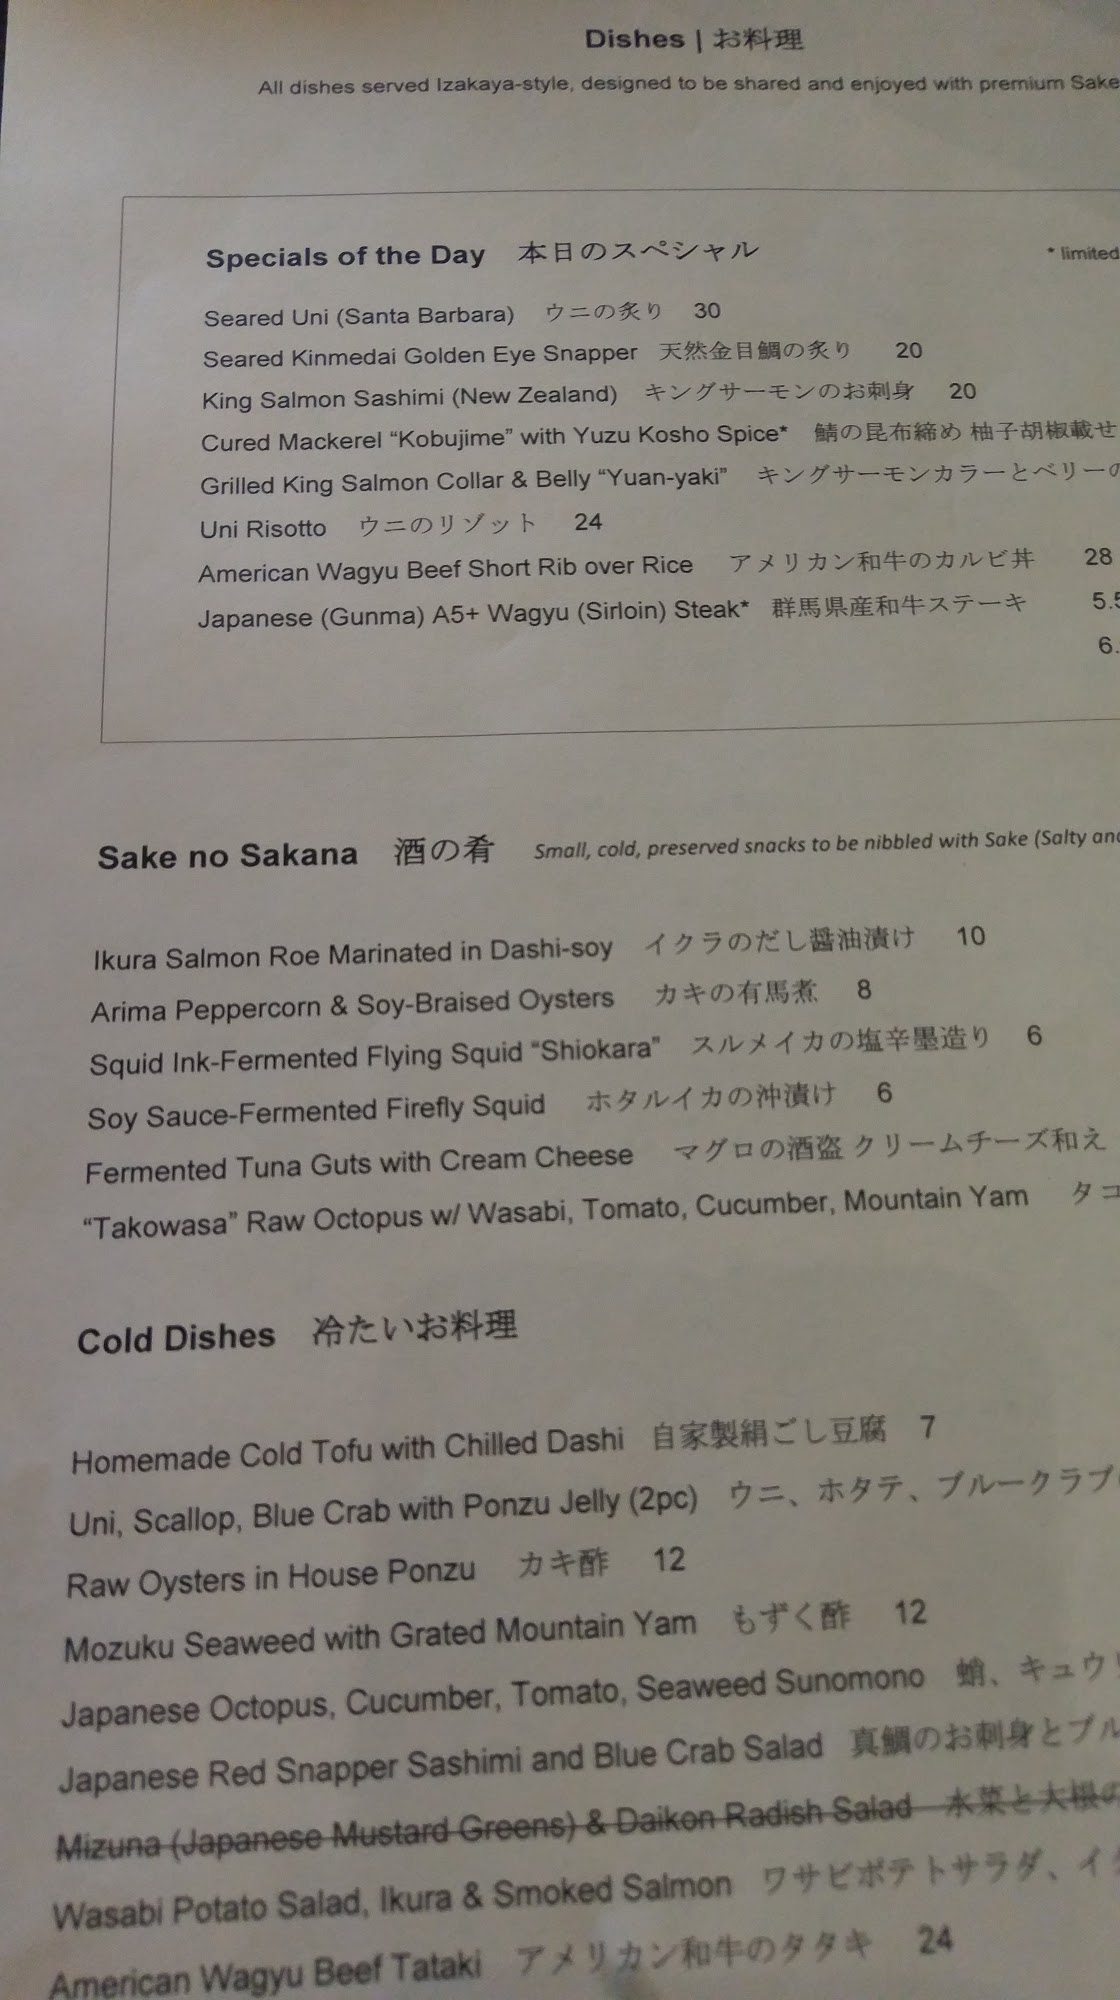 Dishes | お料理
All dishes served Izakaya-style, designed to be shared and enjoyed with premium Sake
Specials of the Day 本日のスペシャル * limited
Seared Uni (Santa Barbara) ウニの炙り 30
Seared Kinmedai Golden Eye Snapper 天然金目鯛の炙り 20
King Salmon Sashimi (New Zealand) キングサーモンのお刺身 20
Cured Mackerel “Kobujime” with Yuzu Kosho Spice* 鯖の昆布締め 柚子胡椒載せ
Grilled King Salmon Collar & Belly “Yuan-yaki” キングサーモンカラーとベリーの
Uni Risotto ウニのリゾット 24
American Wagyu Beef Short Rib over Rice アメリカン和牛のカルビ丼 28
Japanese (Gunma) A5+ Wagyu (Sirloin) Steak* 群馬県産和牛ステーキ 5.5
6.
Sake no Sakana 酒の肴 Small, cold, preserved snacks to be nibbled with Sake (Salty and
Ikura Salmon Roe Marinated in Dashi-soy イクラのだし醤油漬け 10
Arima Peppercorn & Soy-Braised Oysters カキの有馬煮 8
Squid Ink-Fermented Flying Squid “Shiokara” スルメイカの塩辛墨造り 6
Soy Sauce-Fermented Firefly Squid ホタルイカの沖漬け 6
Fermented Tuna Guts with Cream Cheese マグロの酒盗 クリームチーズ和え
“Takowasa” Raw Octopus w/ Wasabi, Tomato, Cucumber, Mountain Yam タコ
Cold Dishes 冷たいお料理
Homemade Cold Tofu with Chilled Dashi 自家製絹ごし豆腐 7
Uni, Scallop, Blue Crab with Ponzu Jelly (2pc) ウニ、ホタテ、ブルークラブ
Raw Oysters in House Ponzu カキ酢 12
Mozuku Seaweed with Grated Mountain Yam もずく酢 12
Japanese Octopus, Cucumber, Tomato, Seaweed Sunomono 蛸、キュウリ
Japanese Red Snapper Sashimi and Blue Crab Salad 真鯛のお刺身とブル
Mizuna (Japanese Mustard Greens) & Daikon Radish Salad 水菜と大根の
Wasabi Potato Salad, Ikura & Smoked Salmon ワサビポテトサラダ、イク
American Wagyu Beef Tataki アメリカン和牛のタタキ 24